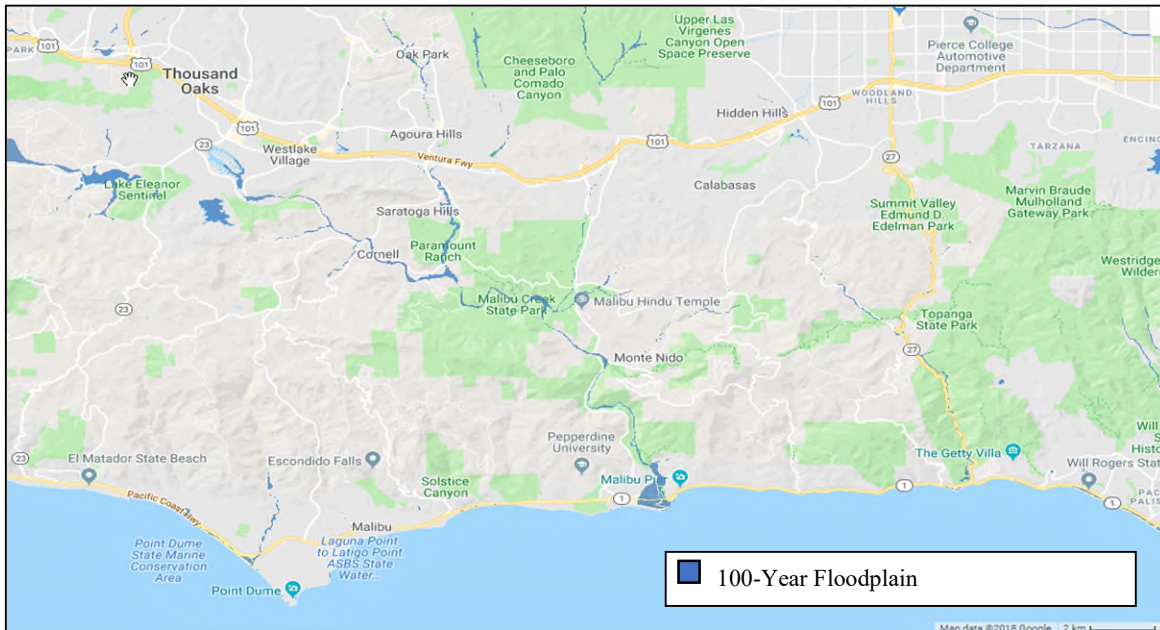 Upper Las
Virgenes
Canyon Open
Space Preserve
Pierce College
Automotive
Department
101
PARK
101
Oak Park
Cheeseboro
and Palo
Comado
Canyon
Thousand
Oaks
WOODLAND
HILLS
101
Hidden Hills
101
Agoura Hills
101
23
Westlake
Village
Ventura Fwy
27
TARZANA
ENCINO
Lake Eleanor
Sentinel
Calabasas
Marvin Braude
Mulholland
Gateway Park
Summit Valley
Edmund D.
Edelman Park
Saratoga Hills
Paramount
Ranch
Cornell
Malibu Creek
State Park
Malibu Hindu Temple
23
Topanga
State Park
27
Monte Nido
Pepperdine
University
23
El Matador State Beach
Escondido Falls
Solstice
Canyon
Malibu Pier
The Getty Villa
Will Rogers Stat
1
1
1
PAC
PALIS
Pacific Coast Hwy
Malibu
Point Dume
State Marine
Conservation
Area
Laguna Point
to Latigo Point
ASBS State
Water...
Point Dume
100-Year Floodplain
Map data ©2018 Google
2 km